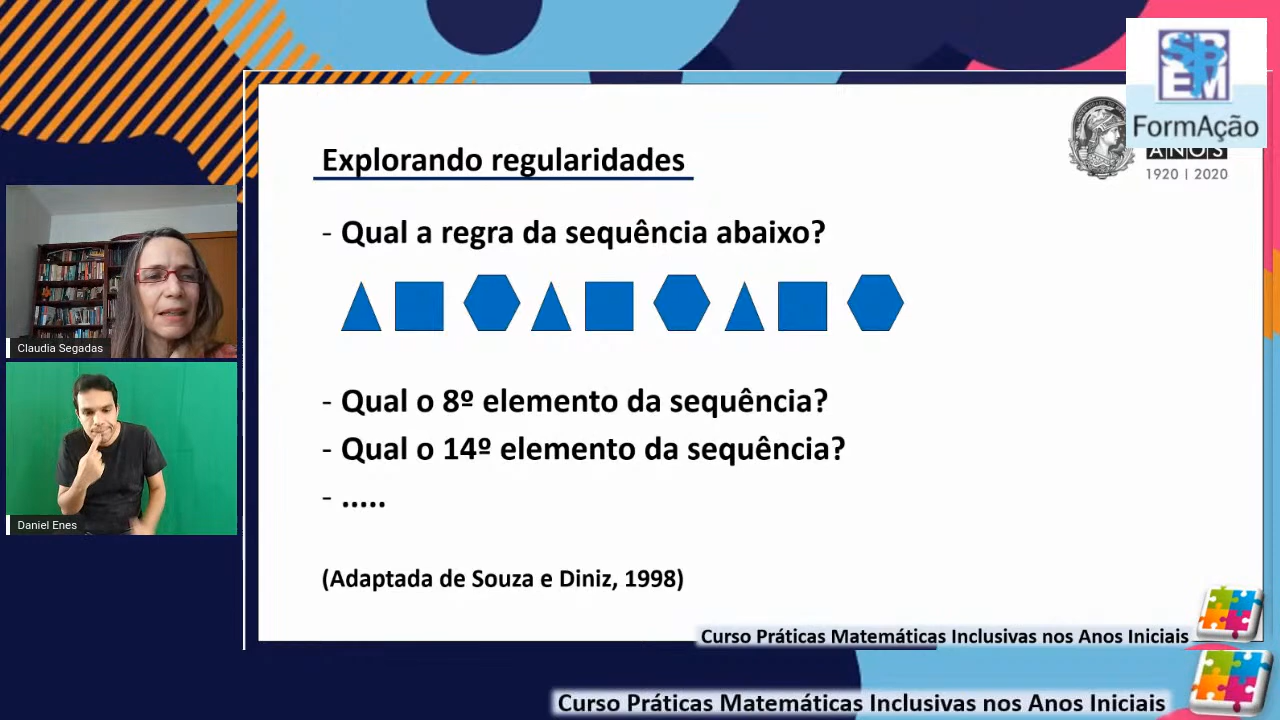 SBEM
FormAção
ANOS
1920 | 2020
Explorando regularidades
- Qual a regra da sequência abaixo?
- Qual o 8º elemento da sequência?
- Qual o 14º elemento da sequência?
- .....
(Adaptada de Souza e Diniz, 1998)
Claudia Segadas
Daniel Enes
Curso Práticas Matemáticas Inclusivas nos Anos Iniciais
Curso Práticas Matemáticas Inclusivas nos Anos Iniciais